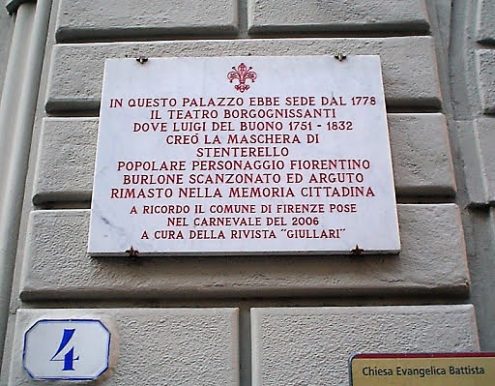 IN QUESTO PALAZZO EBBE SEDE DAL 1778
IL TEATRO BORGOGNISSANTI
DOVE LUIGI DEL BUONO 1751 - 1832
CREÒ LA MASCHERA DI
STENTERELLO
POPOLARE PERSONAGGIO FIORENTINO
BURLONE SCANZONATO ED ARGUTO
RIMASTO NELLA MEMORIA CITTADINA
A RICORDO IL COMUNE DI FIRENZE POSE
NEL CARNEVALE DEL 2006
A CURA DELLA RIVISTA "GIULLARI"
4
Chiesa Evangelica Battista